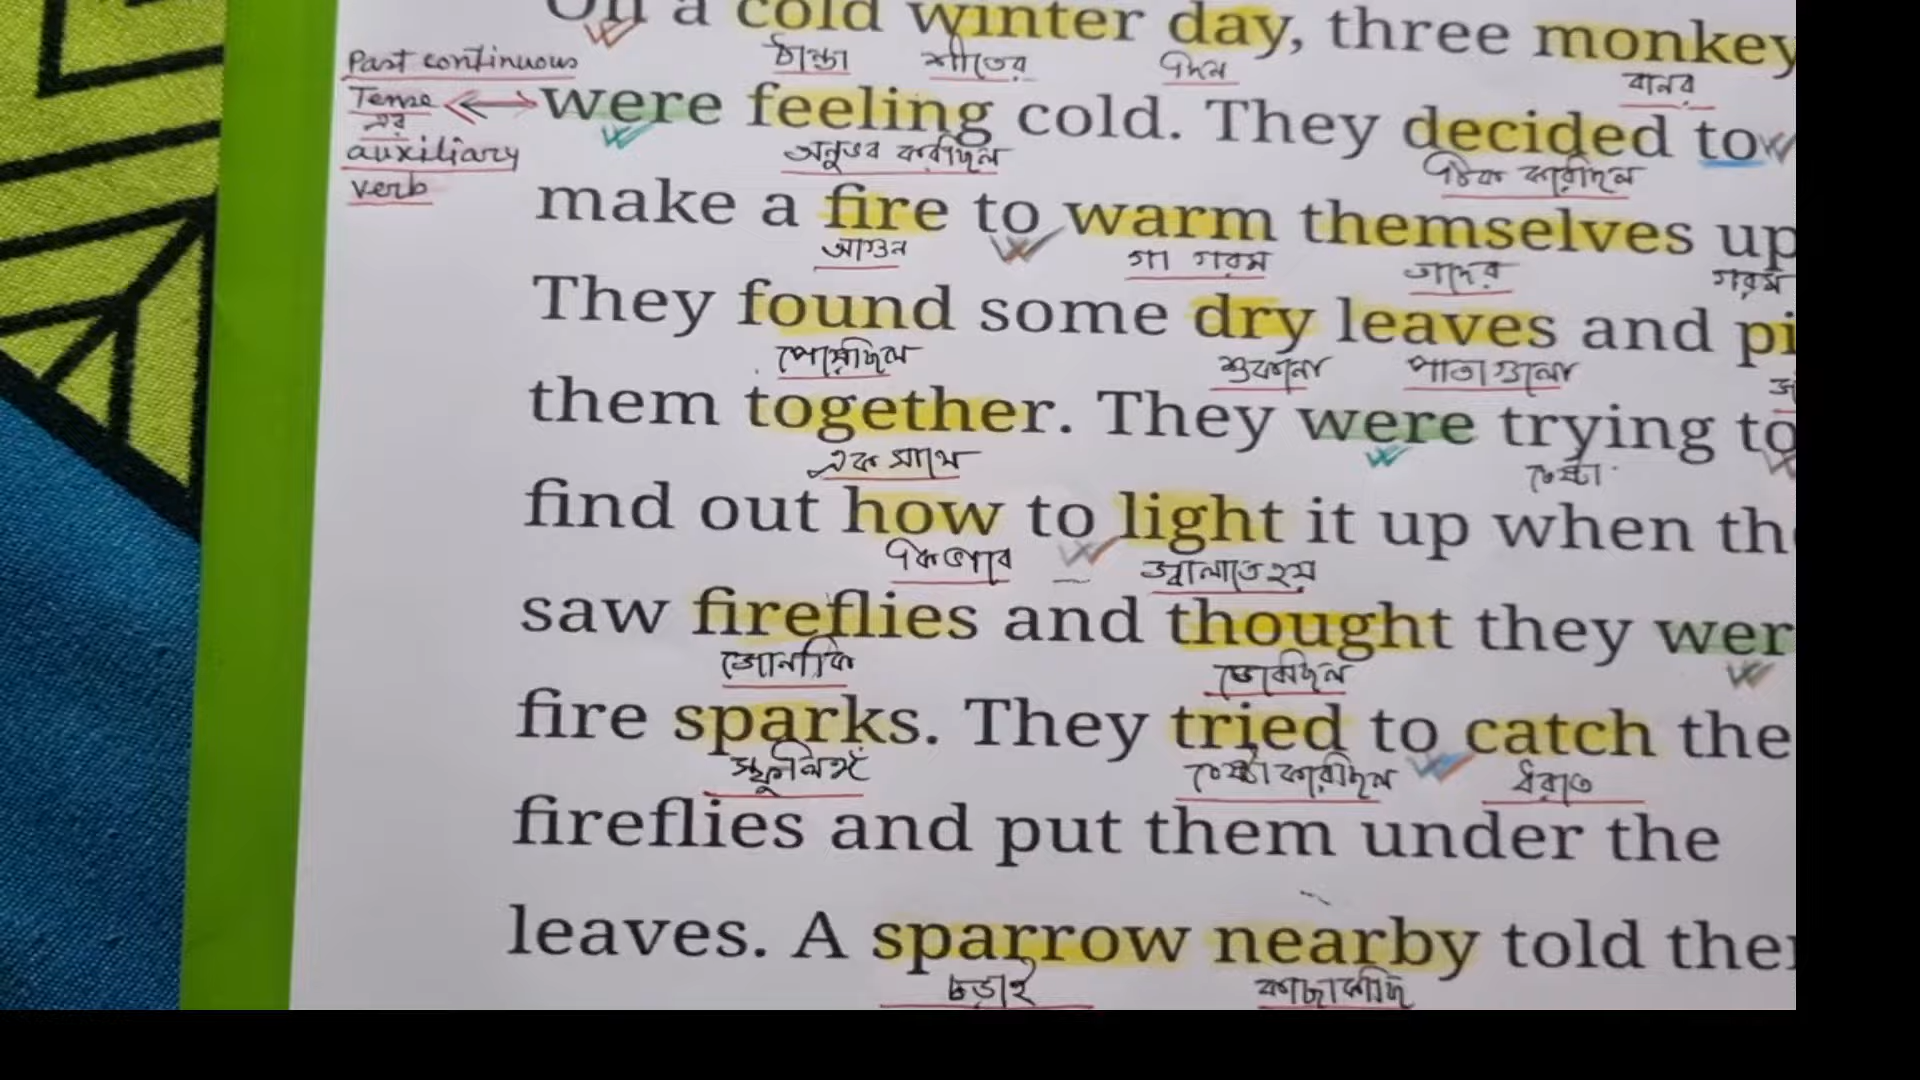 On a cold winter day, three monkey
Past continuous
ঠান্ডা শীতের দিন বানর
Tense
এর
were feeling cold. They decided to
auxiliary
অনুভব করছিল ঠিক করেছিল
verb
make a fire to warm themselves up
আগুন গা গরম তাদের গরম
They found some dry leaves and pi
পেয়েছিল শুকনো পাতাগুলো
them together. They were trying to
এক সাথে চেষ্টা
find out how to light it up when th
কিভাবে জ্বালাতে হয়
saw fireflies and thought they wer
জোনাকি ভেবেছিল
fire sparks. They tried to catch the
স্ফুলিঙ্গ চেষ্টা করেছিল ধরতে
fireflies and put them under the
leaves. A sparrow nearby told the
চড়াই কাছাকাছি